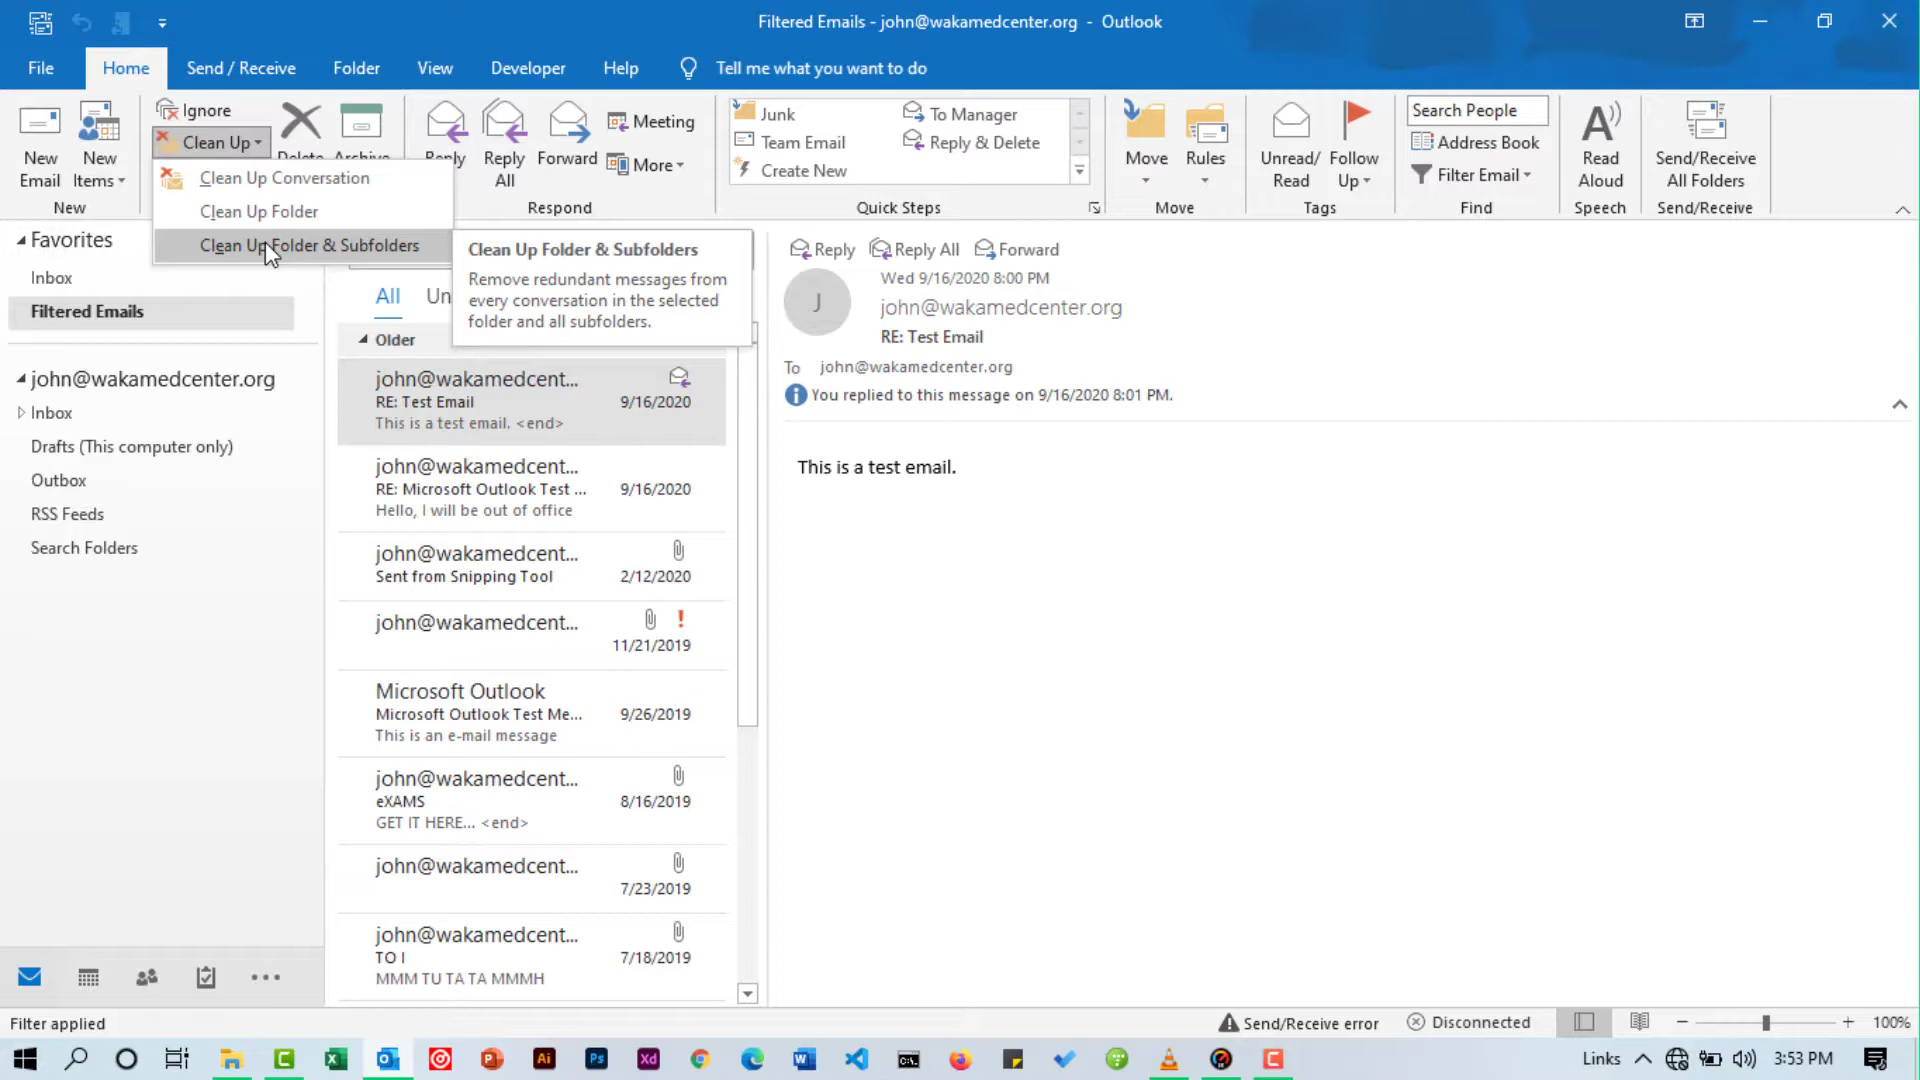 Filtered Emails - john@wakamedcenter.org - Outlook
File Home Send / Receive Folder View Developer Help Tell me what you want to do
New Email
New Items
New
Ignore
Clean Up
Delete Archive
Reply
Reply All
Forward
Meeting
More
Respond
Junk
Team Email
Create New
To Manager
Reply & Delete
Quick Steps
Move
Rules
Move
Unread/ Read
Follow Up
Tags
Search People
Address Book
Filter Email
Find
Read Aloud
Speech
Send/Receive All Folders
Send/Receive
Clean Up Conversation
Clean Up Folder
Clean Up Folder & Subfolders
Clean Up Folder & Subfolders
Remove redundant messages from
every conversation in the selected
folder and all subfolders.
Favorites
Inbox
Filtered Emails
john@wakamedcenter.org
Inbox
Drafts (This computer only)
Outbox
RSS Feeds
Search Folders
All Un
Older
john@wakamedcent...
RE: Test Email 9/16/2020
This is a test email. <end>
john@wakamedcent...
RE: Microsoft Outlook Test ... 9/16/2020
Hello, I will be out of office
john@wakamedcent...
Sent from Snipping Tool 2/12/2020
john@wakamedcent...
11/21/2019
Microsoft Outlook
Microsoft Outlook Test Me... 9/26/2019
This is an e-mail message
john@wakamedcent...
eXAMS 8/16/2019
GET IT HERE... <end>
john@wakamedcent...
7/23/2019
john@wakamedcent...
TO I 7/18/2019
MMM TU TA TA MMMH
Reply Reply All Forward
Wed 9/16/2020 8:00 PM
J
john@wakamedcenter.org
RE: Test Email
To john@wakamedcenter.org
You replied to this message on 9/16/2020 8:01 PM.
This is a test email.
Filter applied Send/Receive error Disconnected 100%
Links 3:53 PM